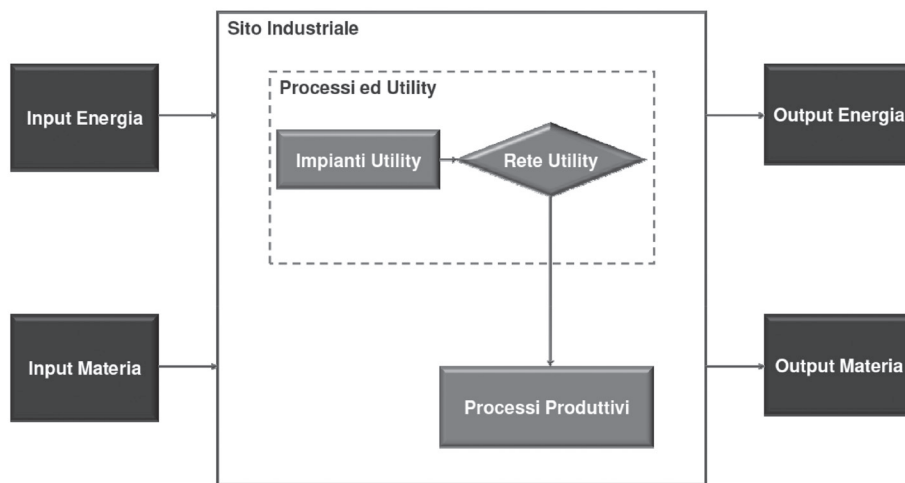 Sito Industriale
Processi ed Utility
Input Energia
Impianti Utility
Rete Utility
Output Energia
Input Materia
Processi Produttivi
Output Materia